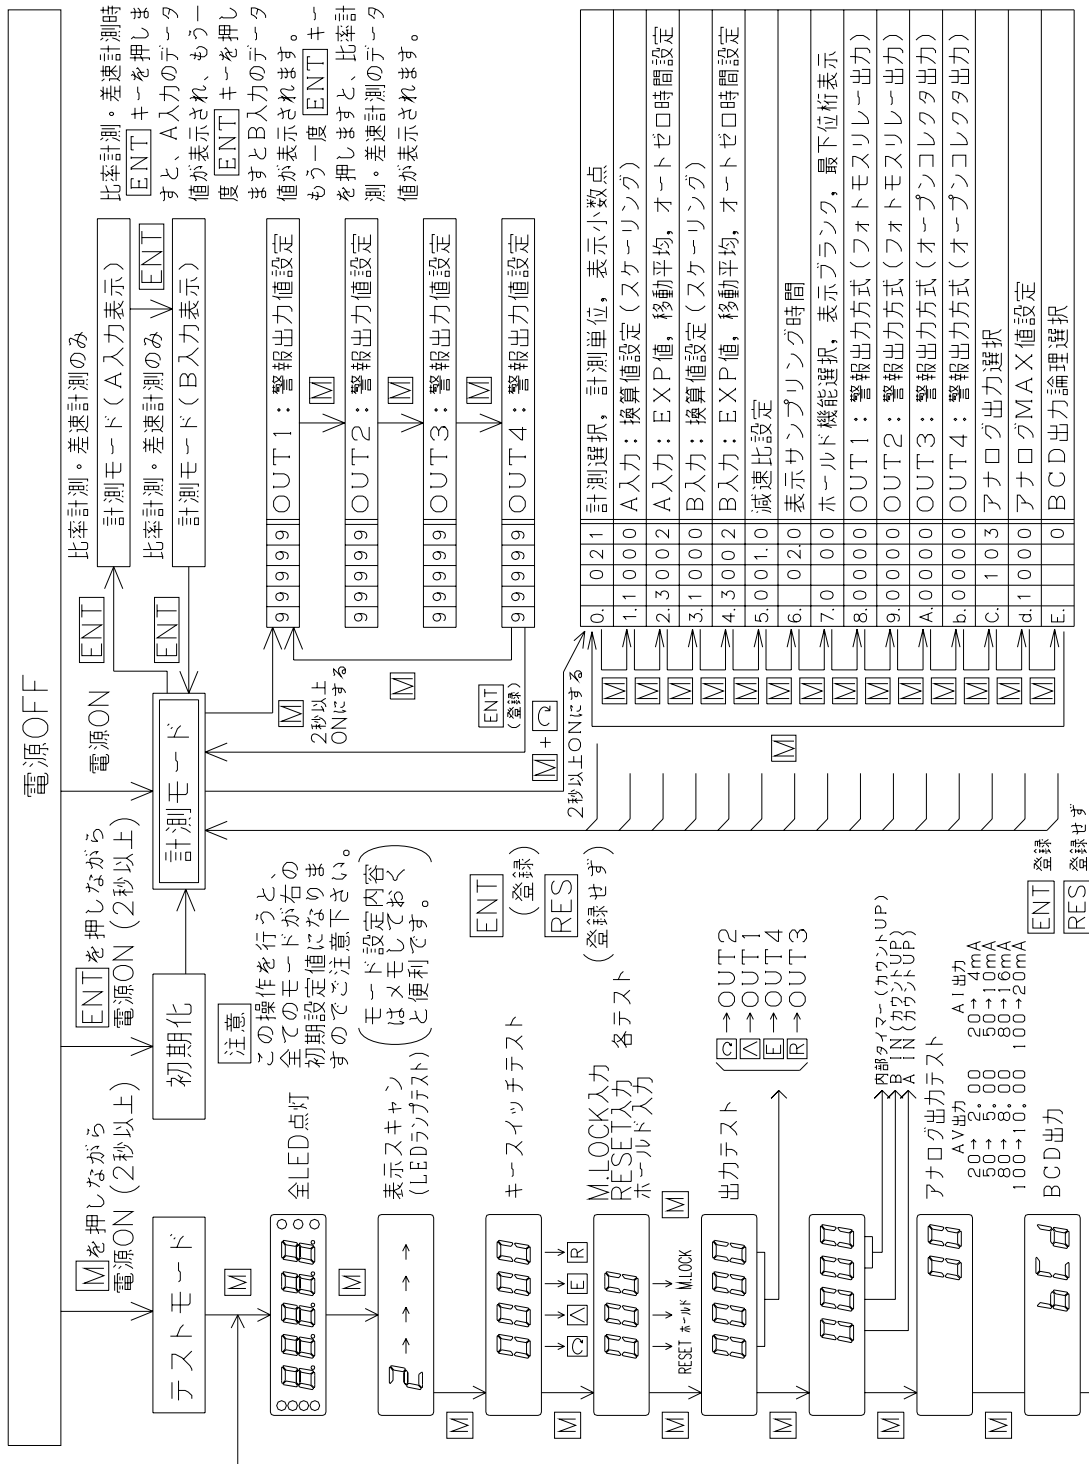 電源OFF
Mを押しながら
電源ON (2秒以上)
ENTを押しながら
電源ON (2秒以上)
電源ON
テストモード
初期化
計測モード
注意
この操作を行うと、
全てのモードが右の
初期設定値になりま
すのでご注意下さい。
(モード設定内容
はメモしておく
と便利です。)
M
8.8.8.8.8.
全LED点灯
M
2→→→→
表示スキャン
(LEDランプテスト)
M
0000
キースイッチテスト
E R
M
000
M.LOCK入力
RESET入力
ホールド入力
各テスト
RESET ホールド M.LOCK
M
M
0000
出力テスト
→OUT2
→OUT1
E→OUT4
R→OUT3
M
0000
内部タイマー(カウントUP)
B IN (カウントUP)
A IN (カウントUP)
M
00
アナログ出力テスト
AV出力 AI出力
20→ 2.00 20→ 4mA
50→ 5.00 50→10mA
80→ 8.00 80→16mA
100→10.00 100→20mA
M
bCd
BCD出力
ENT
(登録)
RES
(登録せず)
ENT 登録
RES 登録せず
ENT
ENT
比率計測・差速計測のみ
計測モード(A入力表示)
ENT
比率計測・差速計測のみ
計測モード(B入力表示)
比率計測・差速計測時
ENT キーを押しま
すと、A入力のデータ
値が表示され、もう一
度 ENT キーを押し
ますとB入力のデータ
値が表示されます。
もう一度 ENT キー
を押しますと、比率計
測・差速計測のデータ
値が表示されます。
M
2秒以上
ONにする
M
ENT
(登録)
99999 OUT1:警報出力値設定
M
99999 OUT2:警報出力値設定
M
99999 OUT3:警報出力値設定
M
99999 OUT4:警報出力値設定
M+
2秒以上ONにする
M
0. 021 計測選択, 計測単位, 表示小数点
M
1.1000 A入力:換算値設定(スケーリング)
M
2.3002 A入力:EXP値, 移動平均, オートゼロ時間設定
M
3.1000 B入力:換算値設定(スケーリング)
M
4.3002 B入力:EXP値, 移動平均, オートゼロ時間設定
M
5.001.0 減速比設定
M
6. 02.0 表示サンプリング時間
M
7.0 00 ホールド機能選択, 表示ブランク, 最下位桁表示
M
8.0000 OUT1:警報出力方式(フォトモスリレー出力)
M
9.0000 OUT2:警報出力方式(フォトモスリレー出力)
M
A.0000 OUT3:警報出力方式(オープンコレクタ出力)
M
b.0000 OUT4:警報出力方式(オープンコレクタ出力)
M
C. 103 アナログ出力選択
M
d.1000 アナログMAX値設定
M
E. 0 BCD出力論理選択